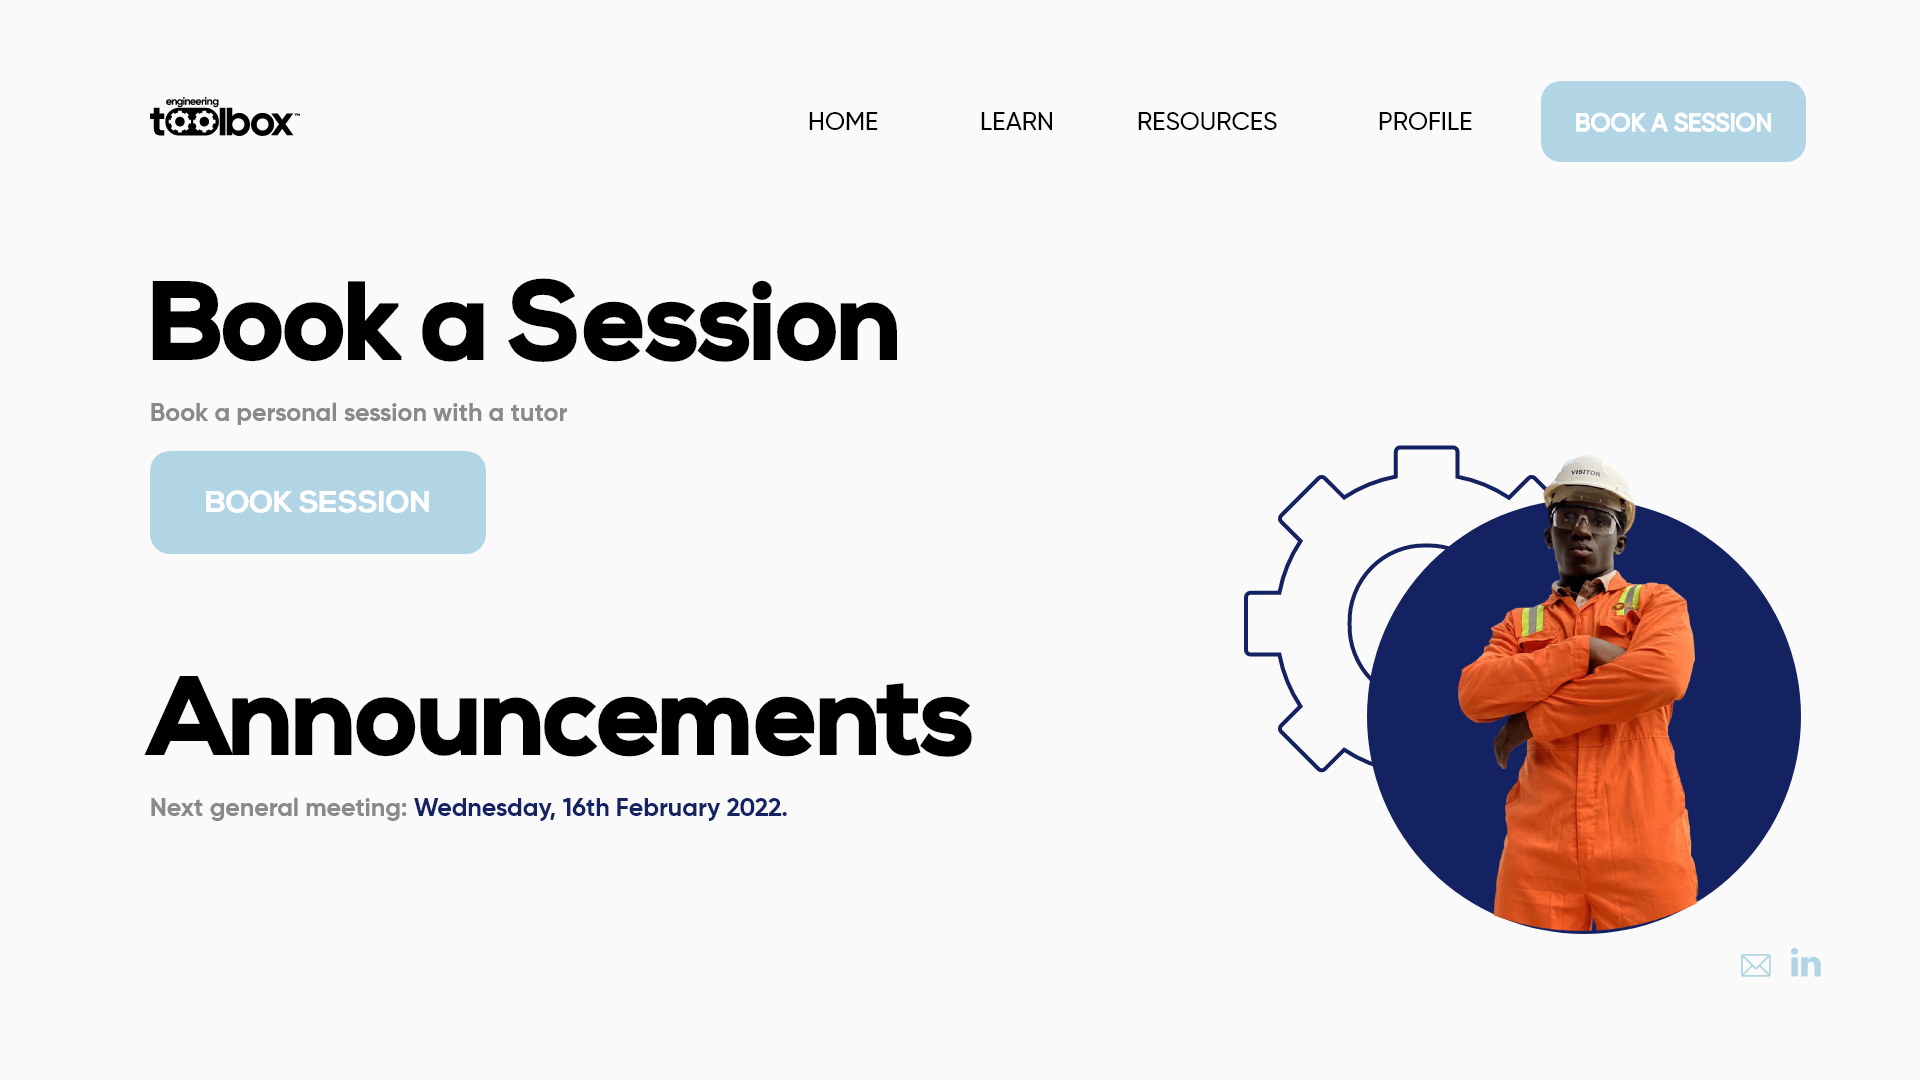 engineering
toolbox™
HOME
LEARN
RESOURCES
PROFILE
BOOK A SESSION
Book a Session
Book a personal session with a tutor
BOOK SESSION
VISITOR
Announcements
Next general meeting: Wednesday, 16th February 2022.
in